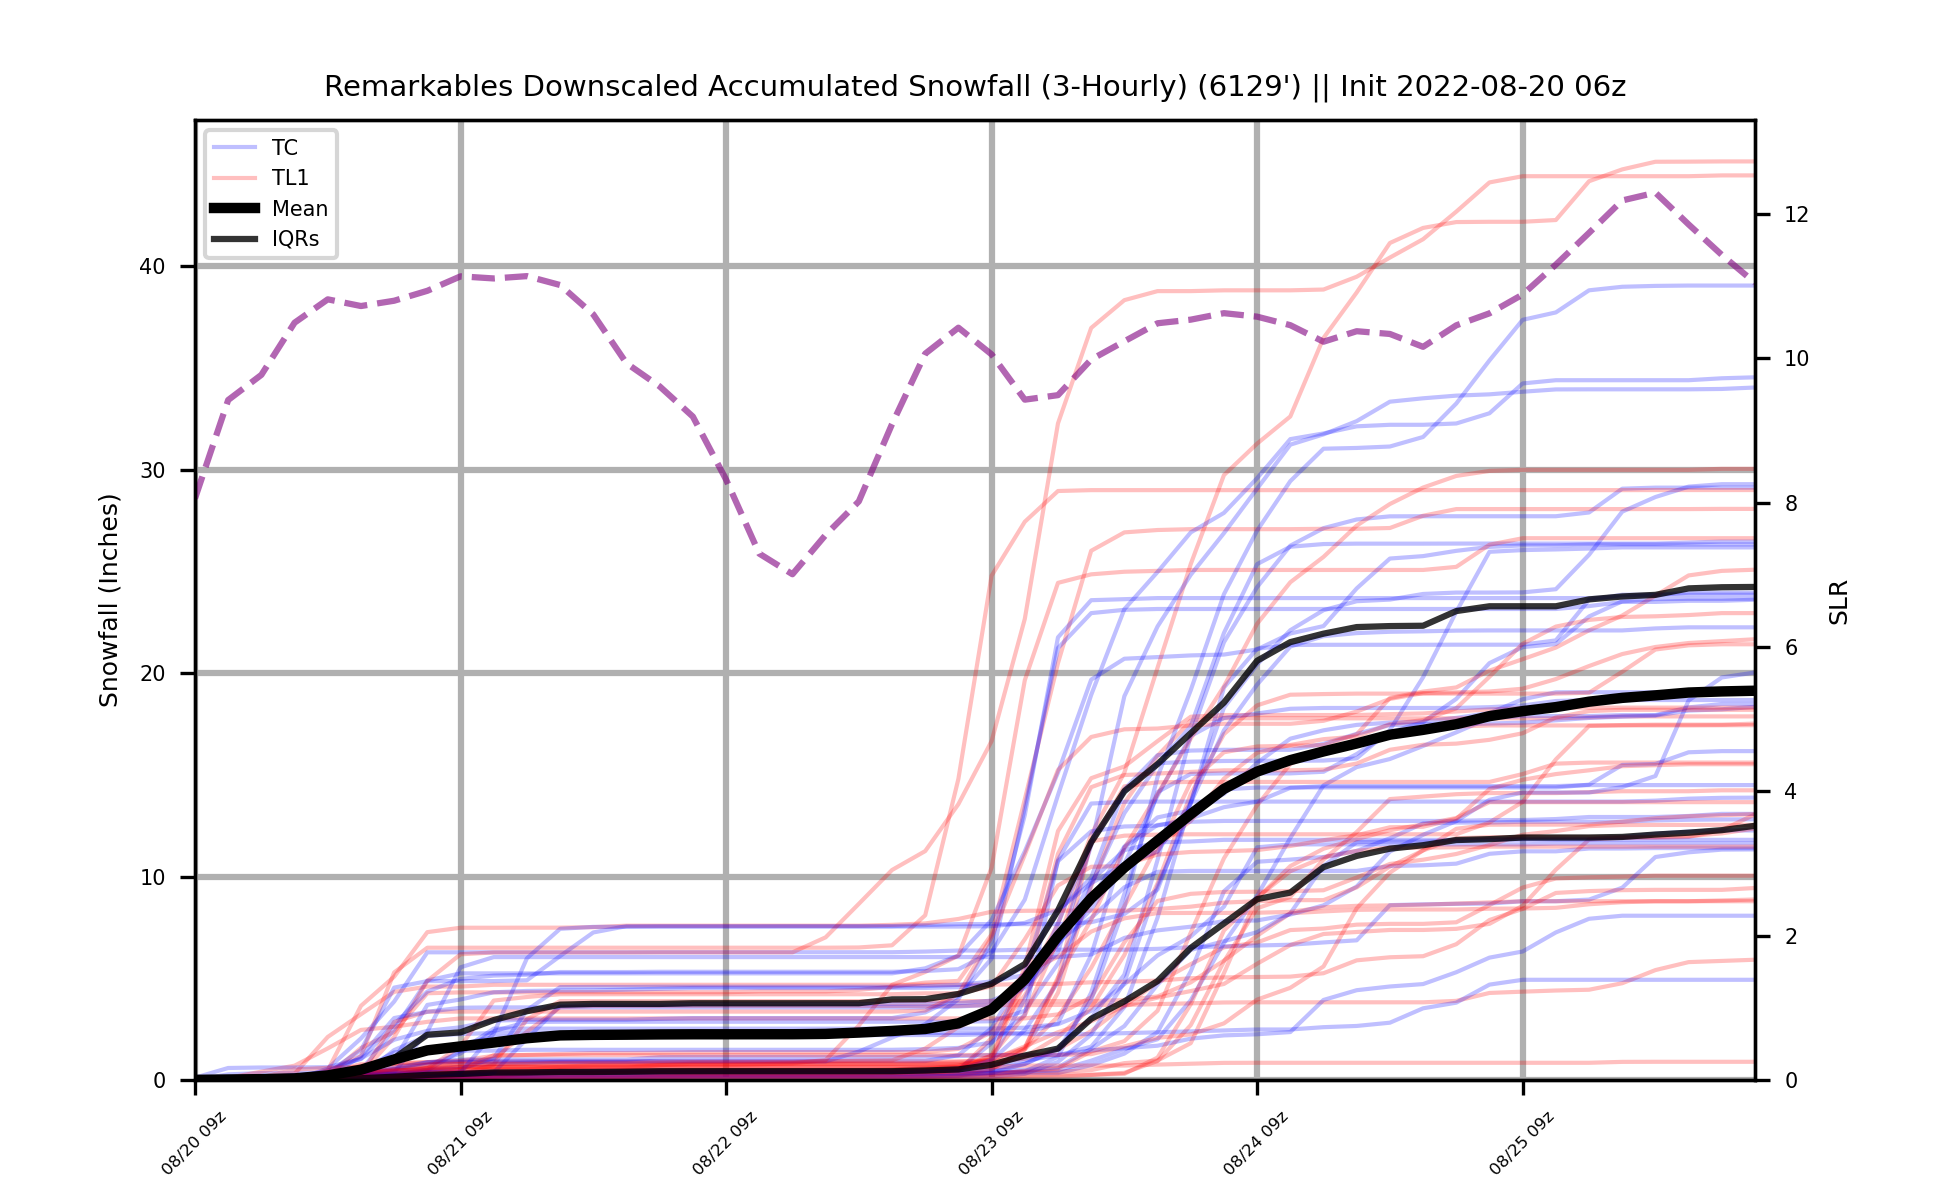 Remarkables Downscaled Accumulated Snowfall (3-Hourly) (6129') || Init 2022-08-20 06z
TC
TL1
Mean
IQRs
40
30
20
10
0
Snowfall (Inches)
12
10
8
6
4
2
0
SLR
08/20 09z
08/21 09z
08/22 09z
08/23 09z
08/24 09z
08/25 09z